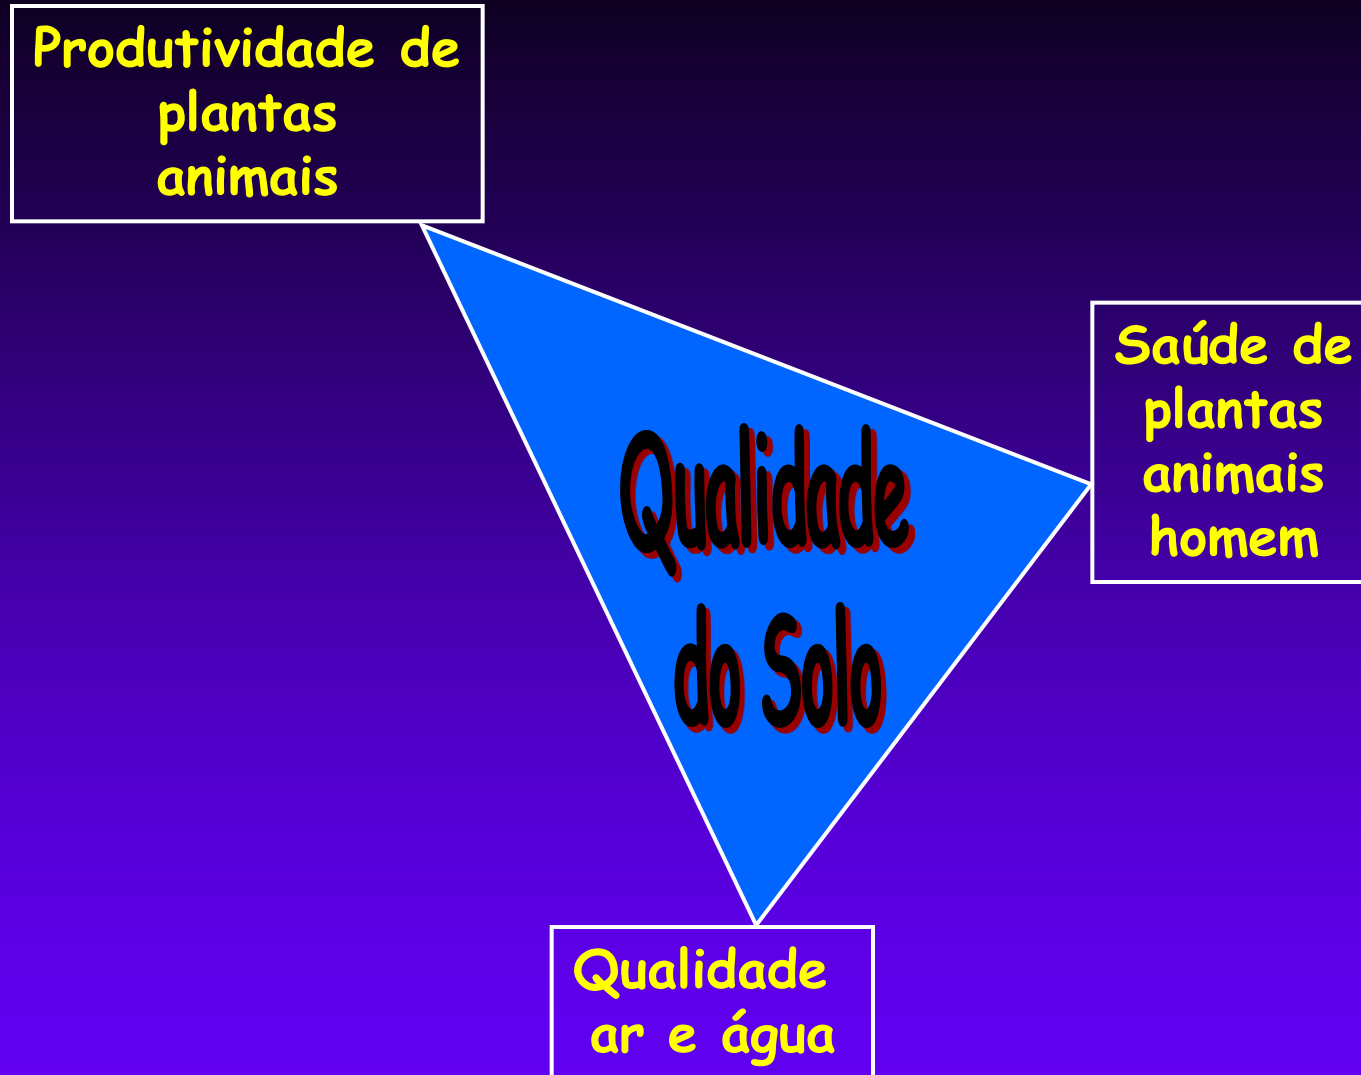 Produtividade de
plantas
animais
Saúde de
plantas
animais
homem
Qualidade
do Solo
Qualidade
ar e água